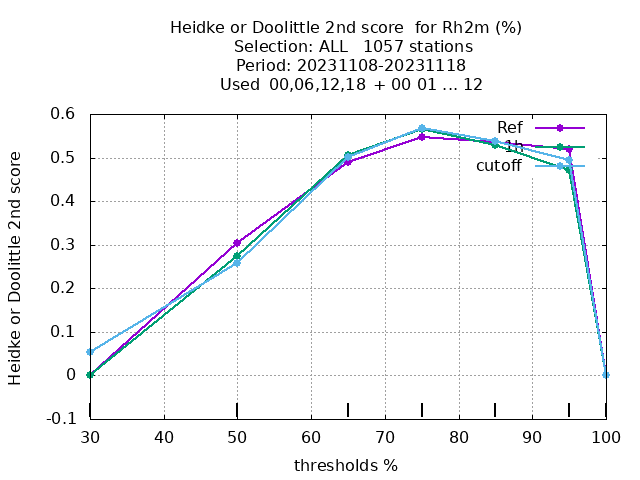 Heidke or Doolittle 2nd score  for Rh2m (%)
Selection: ALL   1057 stations
Period: 20231108-20231118
Used  00,06,12,18  + 00 01 ... 12
Heidke or Doolittle 2nd score
0.6
0.5
0.4
0.3
0.2
0.1
0
-0.1
Ref
1h
cutoff
30 40 50 60 70 80 90 100
thresholds %